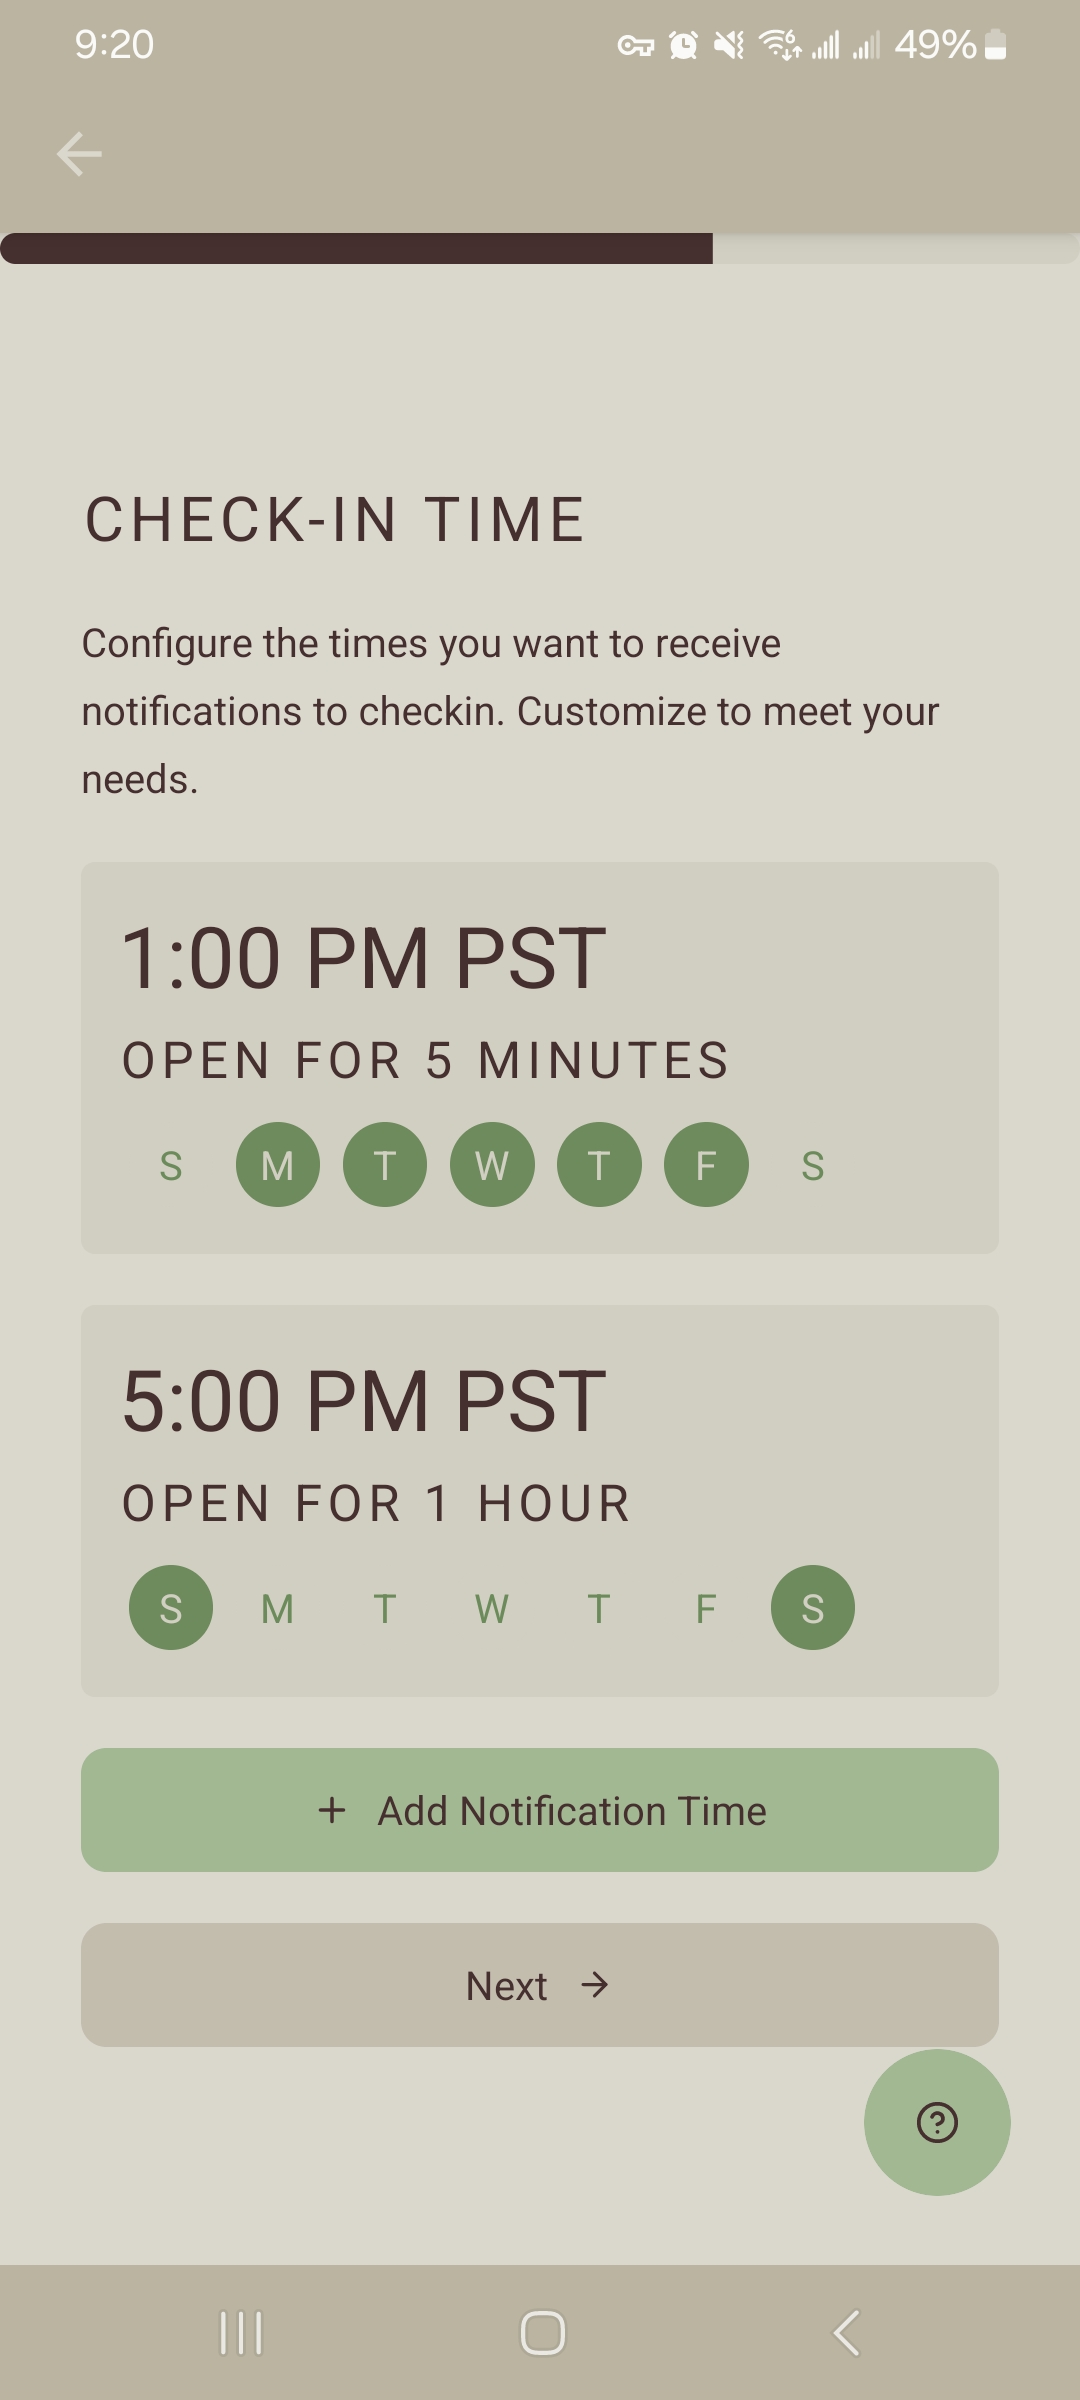 9:20
6
49%
CHECK-IN TIME
Configure the times you want to receive
notifications to checkin. Customize to meet your
needs.
1:00 PM PST
OPEN FOR 5 MINUTES
S M T W T F S
5:00 PM PST
OPEN FOR 1 HOUR
S M T W T F S
+ Add Notification Time
Next →
?